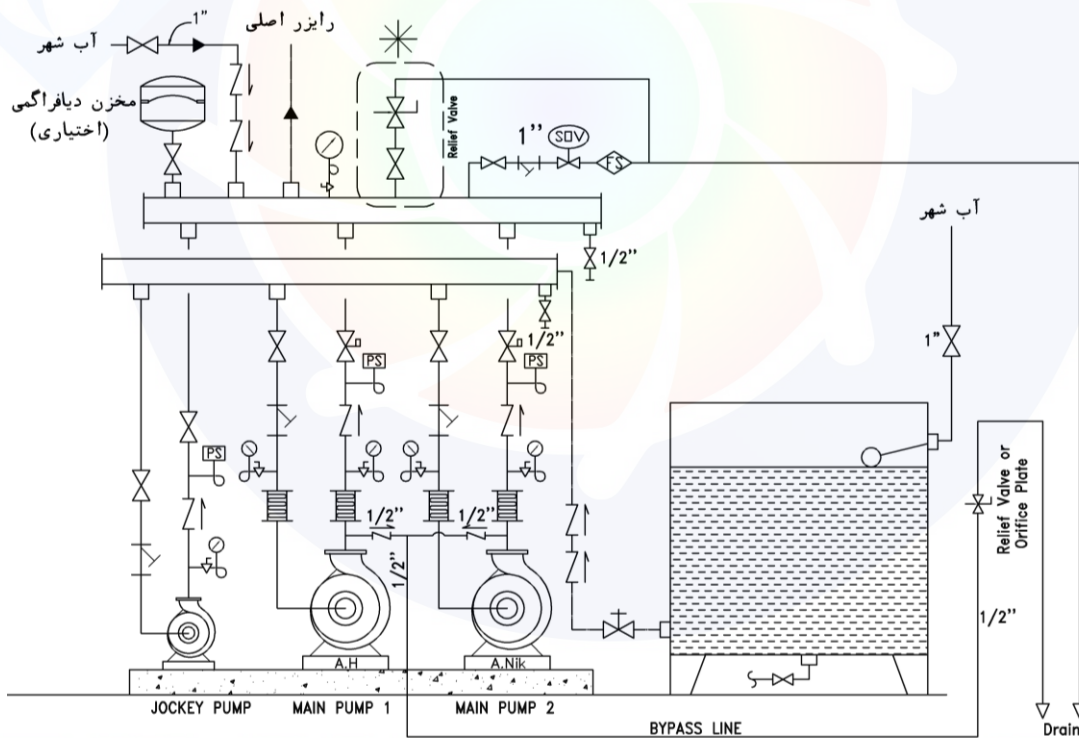 1"
رایزر اصلی
آب شهر
مخزن دیافراگمی
(اختیاری)
Relief Valve
1"
SOV
FS
آب شهر
1/2"
1"
1/2"
PS
PS
PS
1/2"
1/2"
1/2"
Relief Valve or
Orifice Plate
1/2"
A.H
A.Nik
JOCKEY PUMP
MAIN PUMP 1
MAIN PUMP 2
BYPASS LINE
Drain